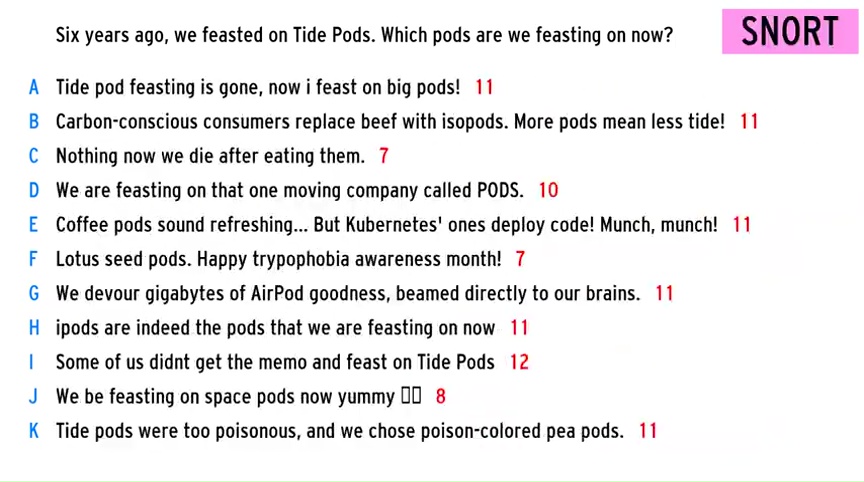 Six years ago, we feasted on Tide Pods. Which pods are we feasting on now?
SNORT
A Tide pod feasting is gone, now i feast on big pods! 11
B Carbon-conscious consumers replace beef with isopods. More pods mean less tide! 11
C Nothing now we die after eating them. 7
D We are feasting on that one moving company called PODS. 10
E Coffee pods sound refreshing... But Kubernetes' ones deploy code! Munch, munch! 11
F Lotus seed pods. Happy trypophobia awareness month! 7
G We devour gigabytes of AirPod goodness, beamed directly to our brains. 11
H ipods are indeed the pods that we are feasting on now 11
I Some of us didnt get the memo and feast on Tide Pods 12
J We be feasting on space pods now yummy 8
K Tide pods were too poisonous, and we chose poison-colored pea pods. 11